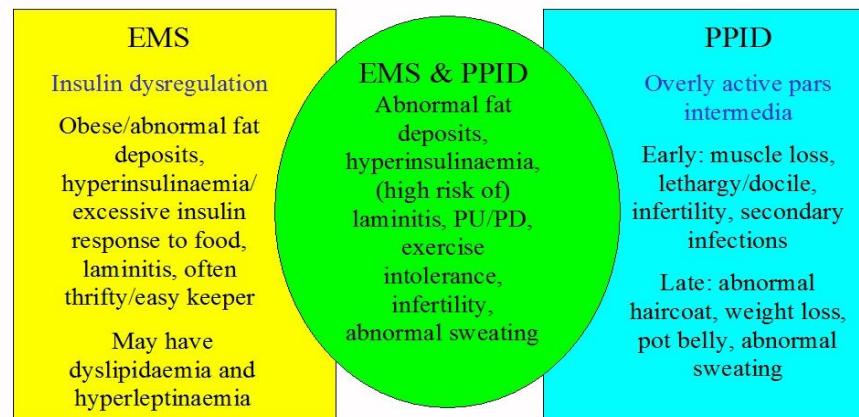 EMS
Insulin dysregulation
Obese/abnormal fat
deposits,
hyperinsulinaemia/
excessive insulin
response to food,
laminitis, often
thrifty/easy keeper
May have
dyslipidaemia and
hyperleptinaemia
EMS & PPID
Abnormal fat
deposits,
hyperinsulinaemia,
(high risk of)
laminitis, PU/PD,
exercise
intolerance,
infertility,
abnormal sweating
PPID
Overly active pars
intermedia
Early: muscle loss,
lethargy/docile,
infertility, secondary
infections
Late: abnormal
haircoat, weight loss,
pot belly, abnormal
sweating